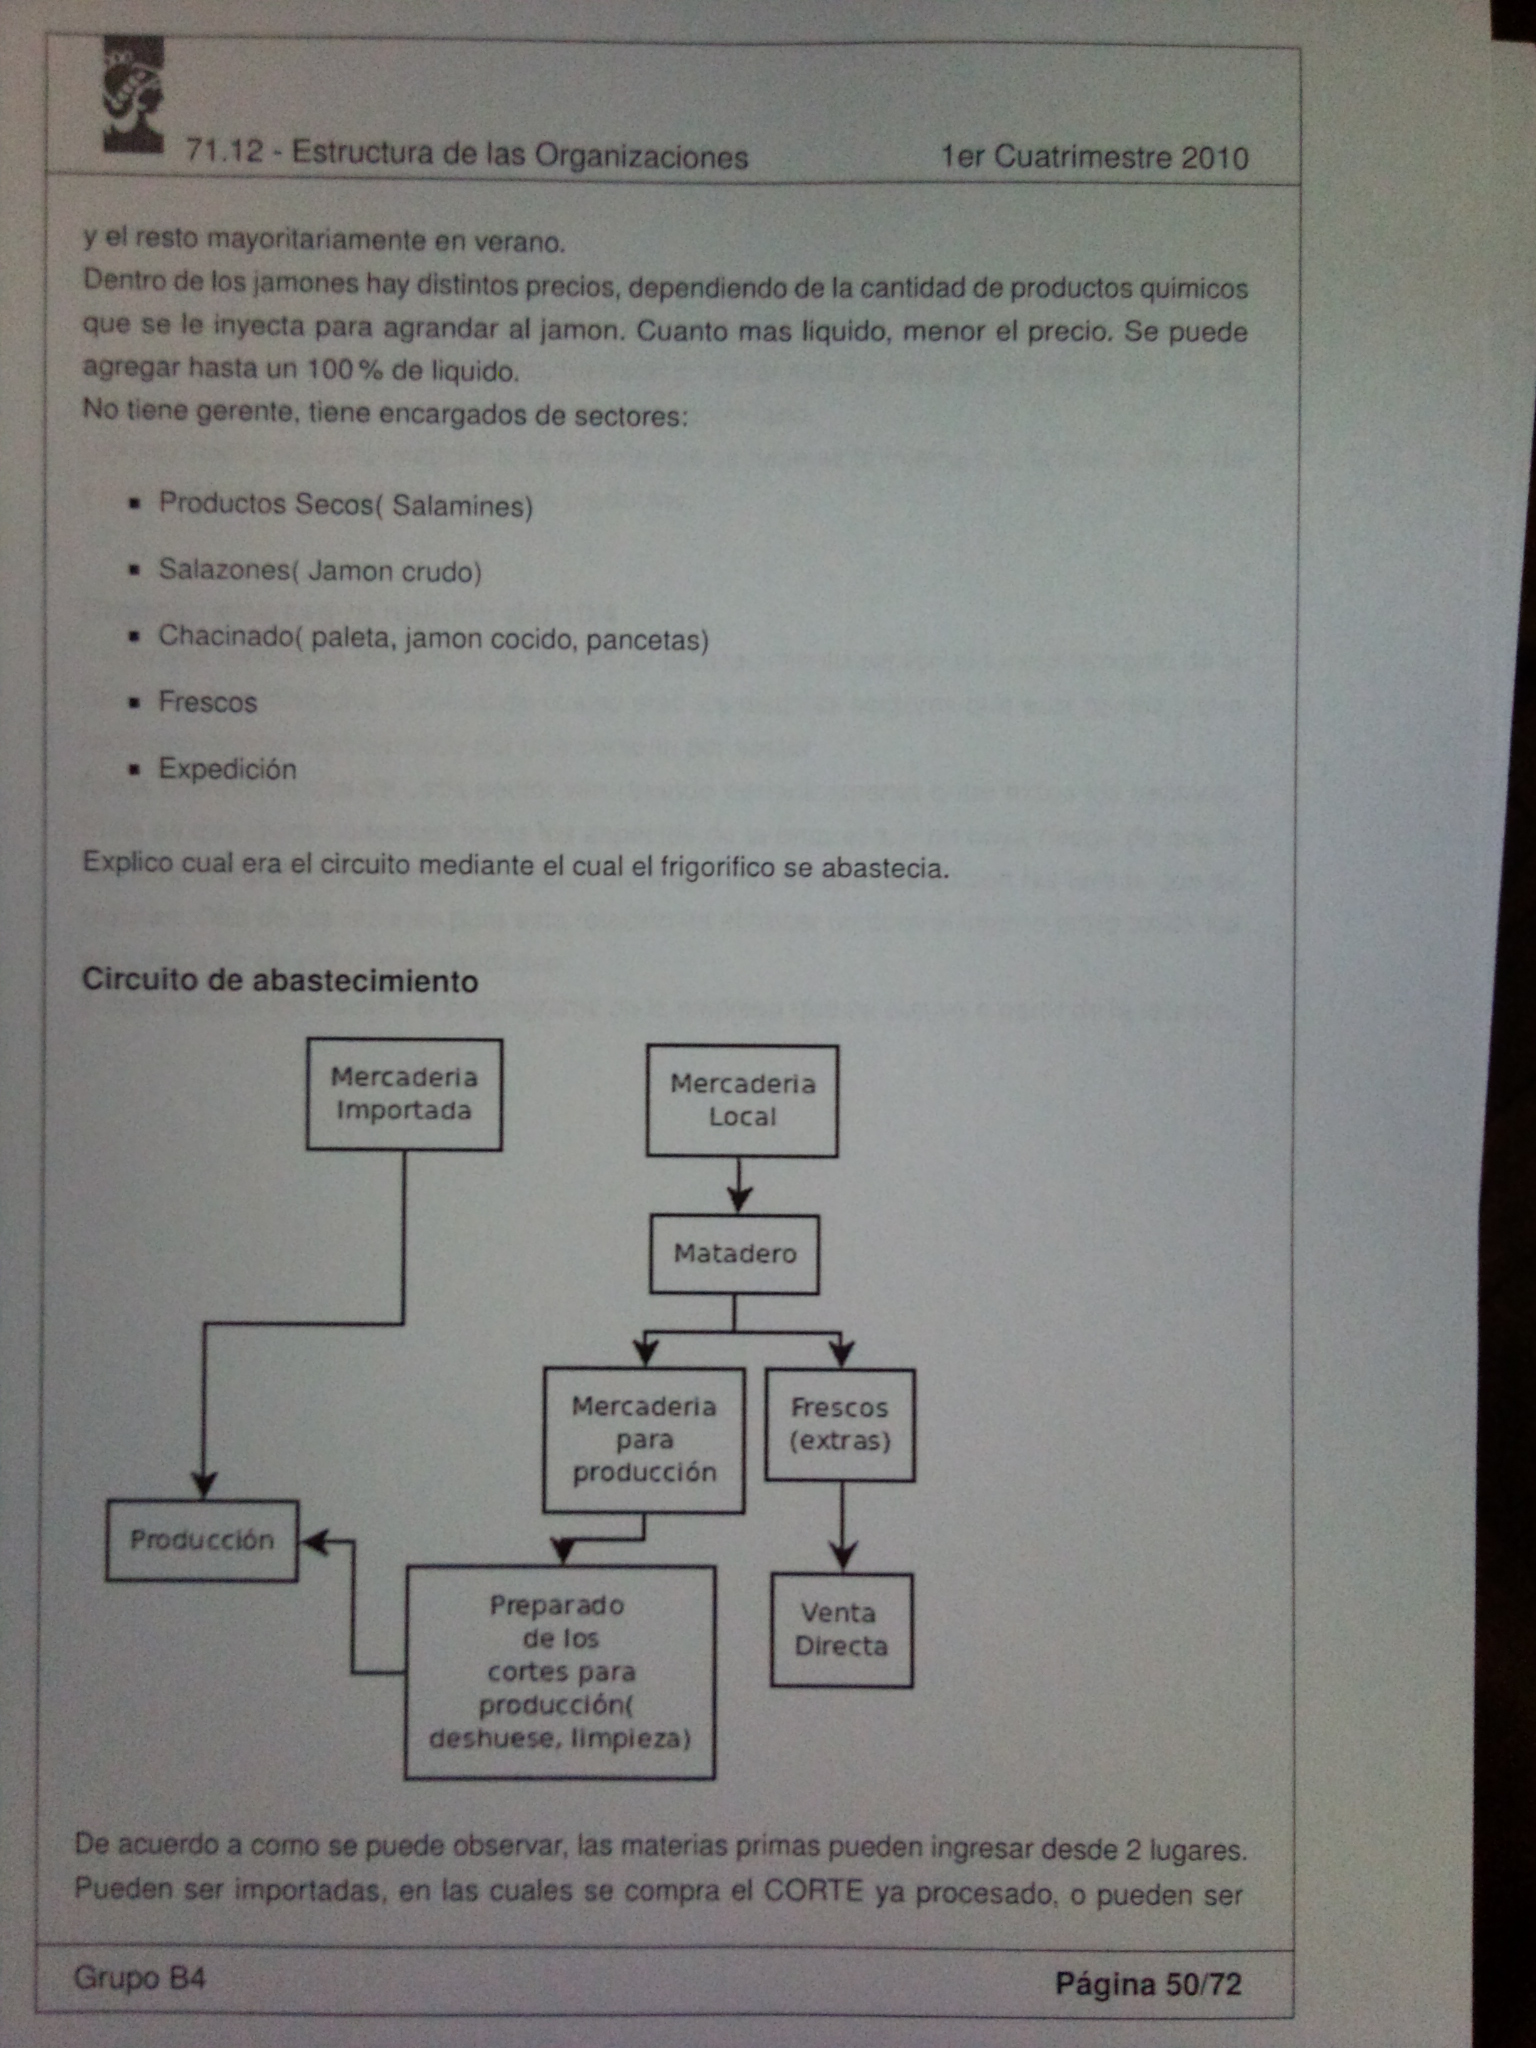 71.12 - Estructura de las Organizaciones 1er Cuatrimestre 2010
y el resto mayoritariamente en verano.
Dentro de los jamones hay distintos precios, dependiendo de la cantidad de productos quimicos
que se le inyecta para agrandar al jamon. Cuanto mas liquido, menor el precio. Se puede
agregar hasta un 100 % de liquido.
No tiene gerente, tiene encargados de sectores:
▪ Productos Secos( Salamines)
▪ Salazones( Jamon crudo)
▪ Chacinado( paleta, jamon cocido, pancetas)
▪ Frescos
▪ Expedición
Explico cual era el circuito mediante el cual el frigorifico se abastecia.
Circuito de abastecimiento
Mercaderia
Importada
Mercaderia
Local
Matadero
Mercaderia
para
producción
Frescos
(extras)
Producción
Preparado
de los
cortes para
producción(
deshuese, limpieza)
Venta
Directa
De acuerdo a como se puede observar, las materias primas pueden ingresar desde 2 lugares.
Pueden ser importadas, en las cuales se compra el CORTE ya procesado, o pueden ser
Grupo B4 Página 50/72